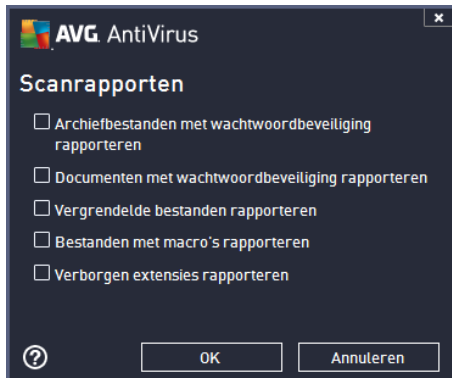 AVG. AntiVirus
Scanrapporten
Archiefbestanden met wachtwoordbeveiliging
rapporteren
Documenten met wachtwoordbeveiliging rapporteren
Vergrendelde bestanden rapporteren
Bestanden met macro's rapporteren
Verborgen extensies rapporteren
?
OK
Annuleren